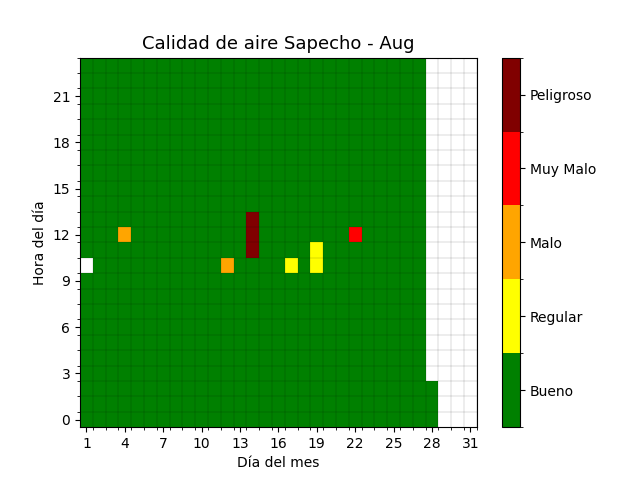 Calidad de aire Sapecho - Aug
Hora del día
21
18
15
12
9
6
3
0
1 4 7 10 13 16 19 22 25 28 31
Día del mes
Peligroso
Muy Malo
Malo
Regular
Bueno